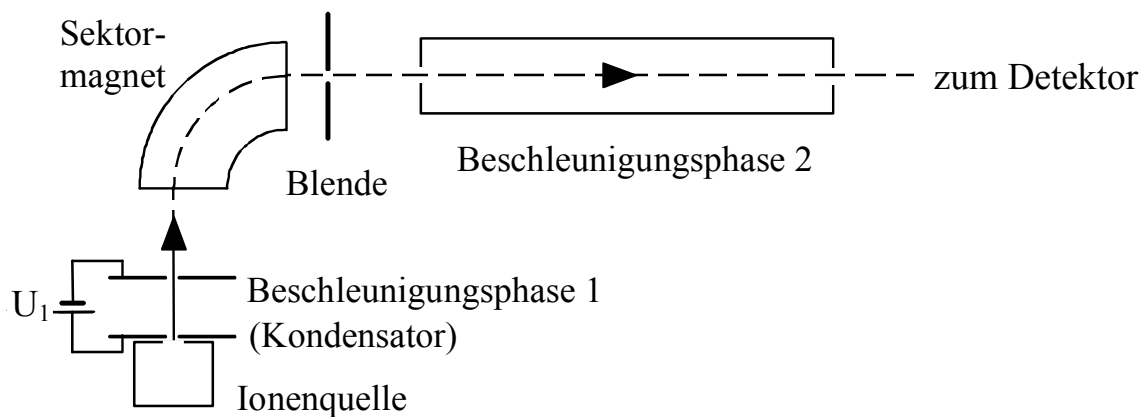 Sektor-
magnet
zum Detektor
Blende
Beschleunigungsphase 2
U₁
Beschleunigungsphase 1
(Kondensator)
Ionenquelle